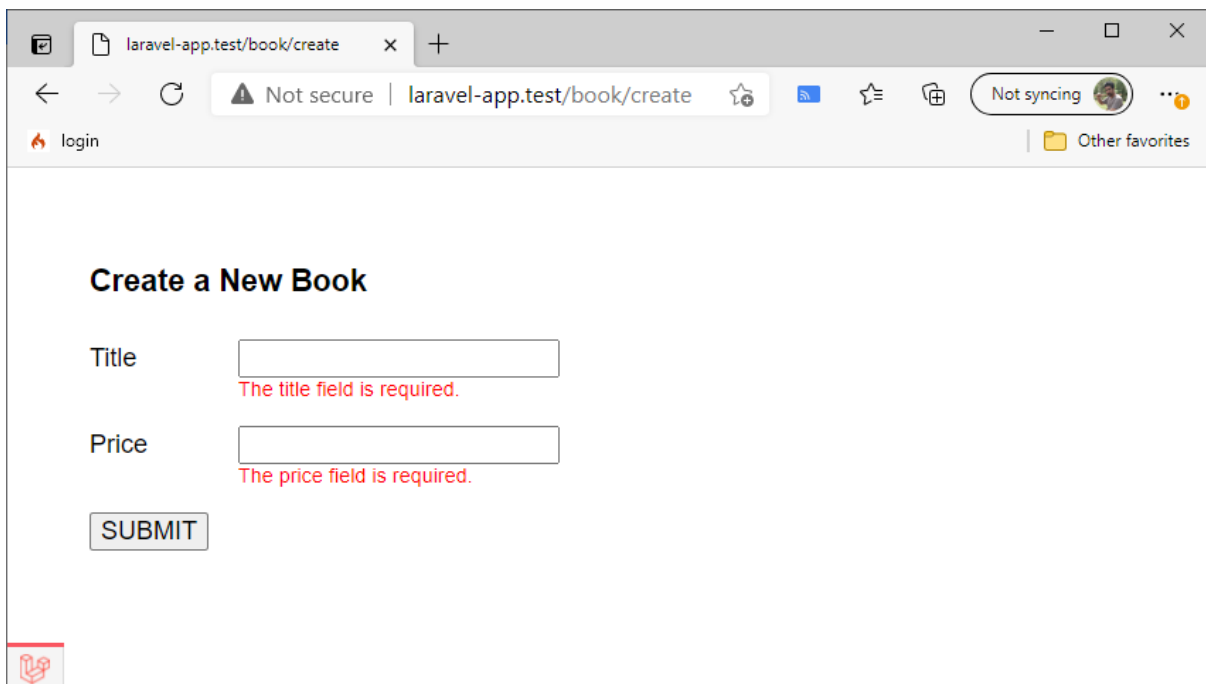 laravel-app.test/book/create
Not secure | laravel-app.test/book/create
Not syncing
login
Other favorites
Create a New Book
Title
The title field is required.
Price
The price field is required.
SUBMIT